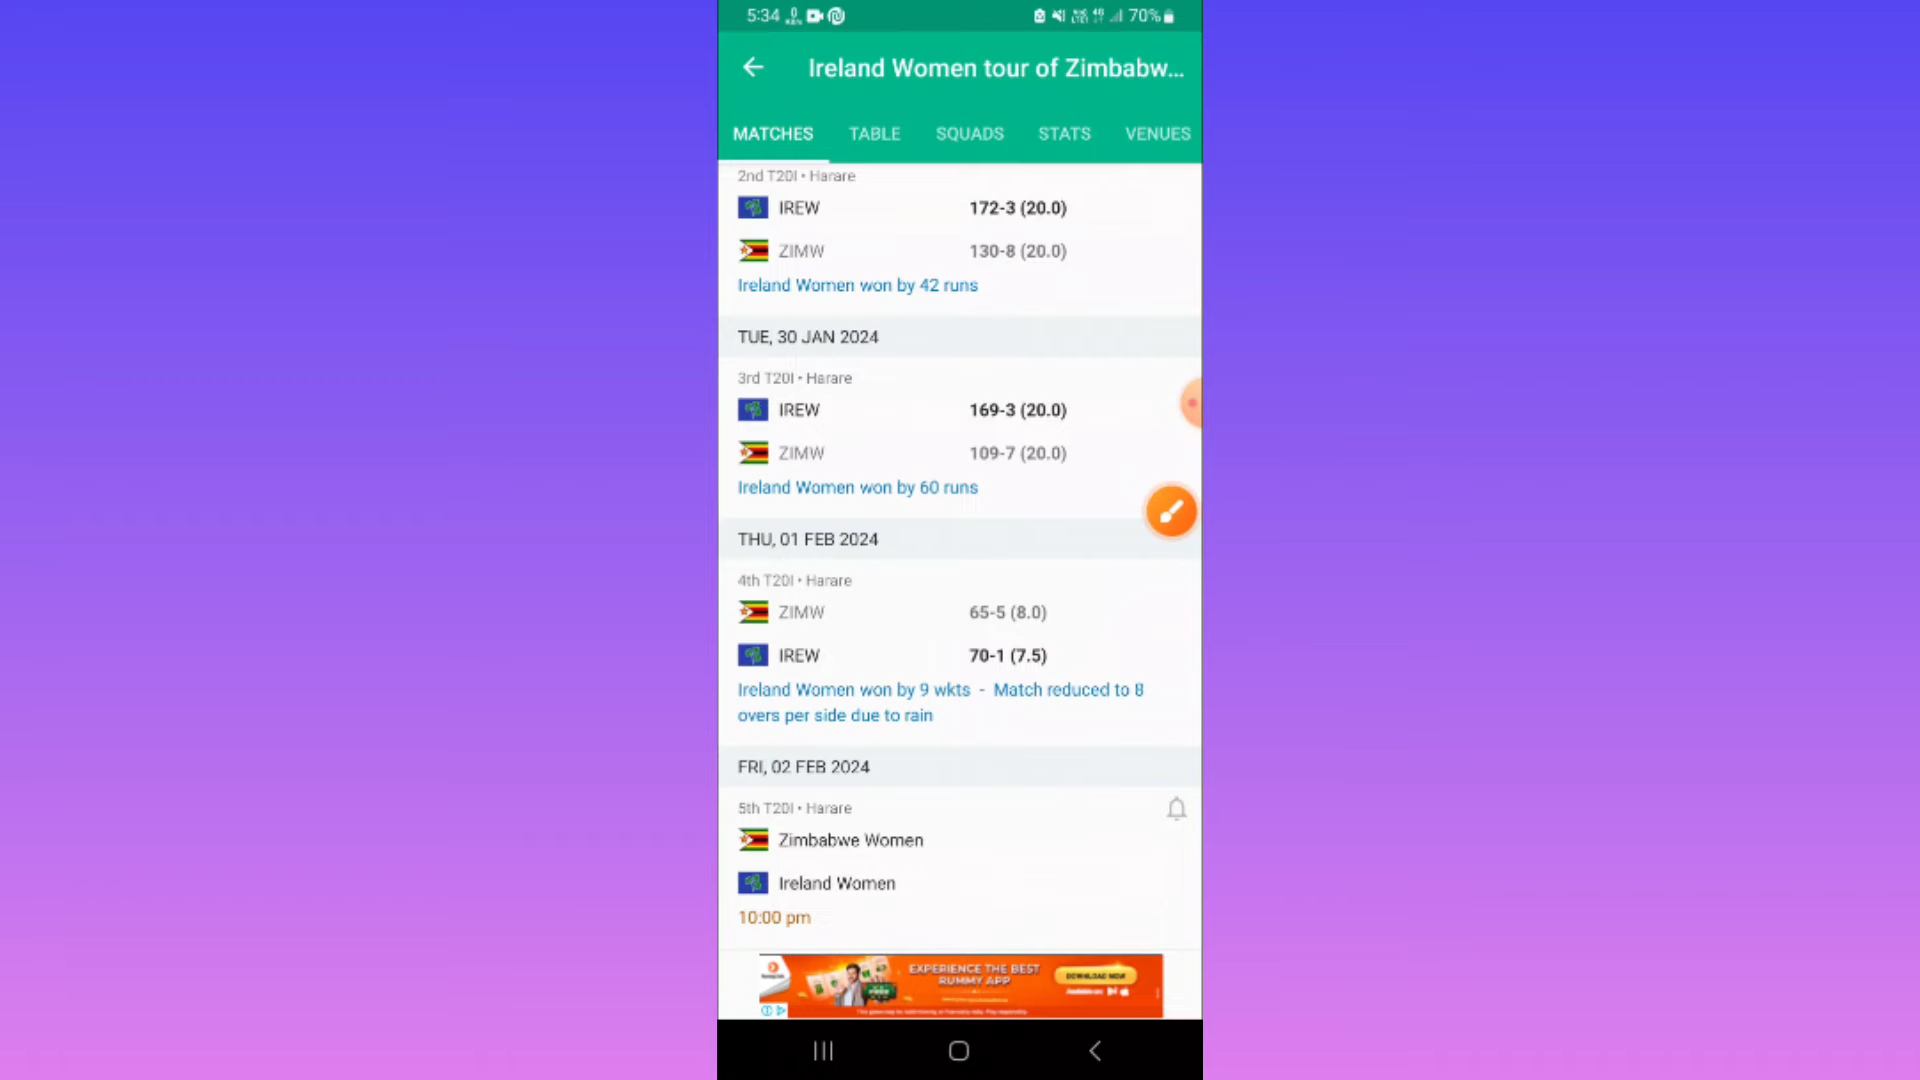 5:34
70%
Ireland Women tour of Zimbabw...
MATCHES TABLE SQUADS STATS VENUES
2nd T20I • Harare
IREW 172-3 (20.0)
ZIMW 130-8 (20.0)
Ireland Women won by 42 runs
TUE, 30 JAN 2024
3rd T20I • Harare
IREW 169-3 (20.0)
ZIMW 109-7 (20.0)
Ireland Women won by 60 runs
THU, 01 FEB 2024
4th T20I • Harare
ZIMW 65-5 (8.0)
IREW 70-1 (7.5)
Ireland Women won by 9 wkts - Match reduced to 8
overs per side due to rain
FRI, 02 FEB 2024
5th T20I • Harare
Zimbabwe Women
Ireland Women
10:00 pm
EXPERIENCE THE BEST
RUMMY APP
DOWNLOAD NOW